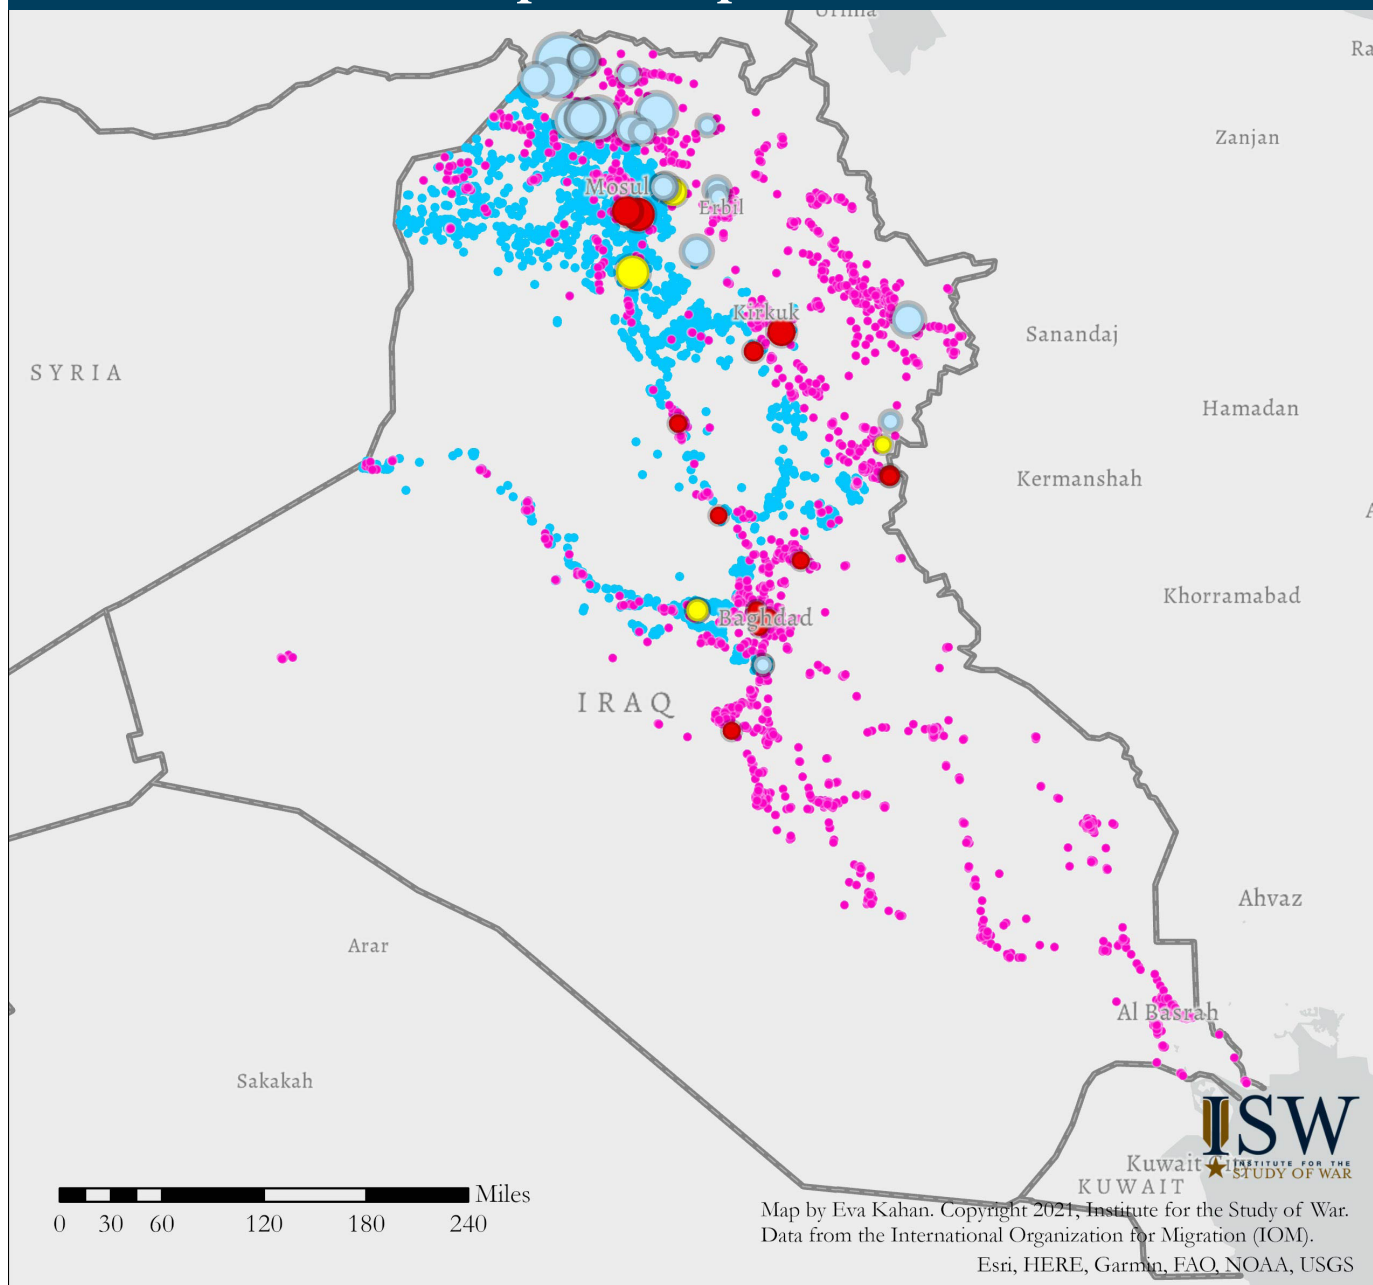 Urmia
Ra
Zanjan
Mosul
Erbil
Kirkuk
Sanandaj
SYRIA
Hamadan
Kermanshah
A
Khorramabad
Baghdad
IRAQ
Ahvaz
Arar
Al Basrah
Sakakah
ISW
INSTITUTE FOR THE
STUDY OF WAR
Kuwait City
KUWAIT
Miles
0 30 60 120 180 240
Map by Eva Kahan. Copyright 2021, Institute for the Study of War.
Data from the International Organization for Migration (IOM).
Esri, HERE, Garmin, FAO, NOAA, USGS